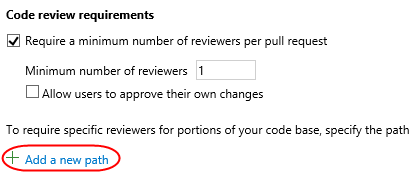 Code review requirements
Require a minimum number of reviewers per pull request
Minimum number of reviewers 1
Allow users to approve their own changes
To require specific reviewers for portions of your code base, specify the path
+ Add a new path